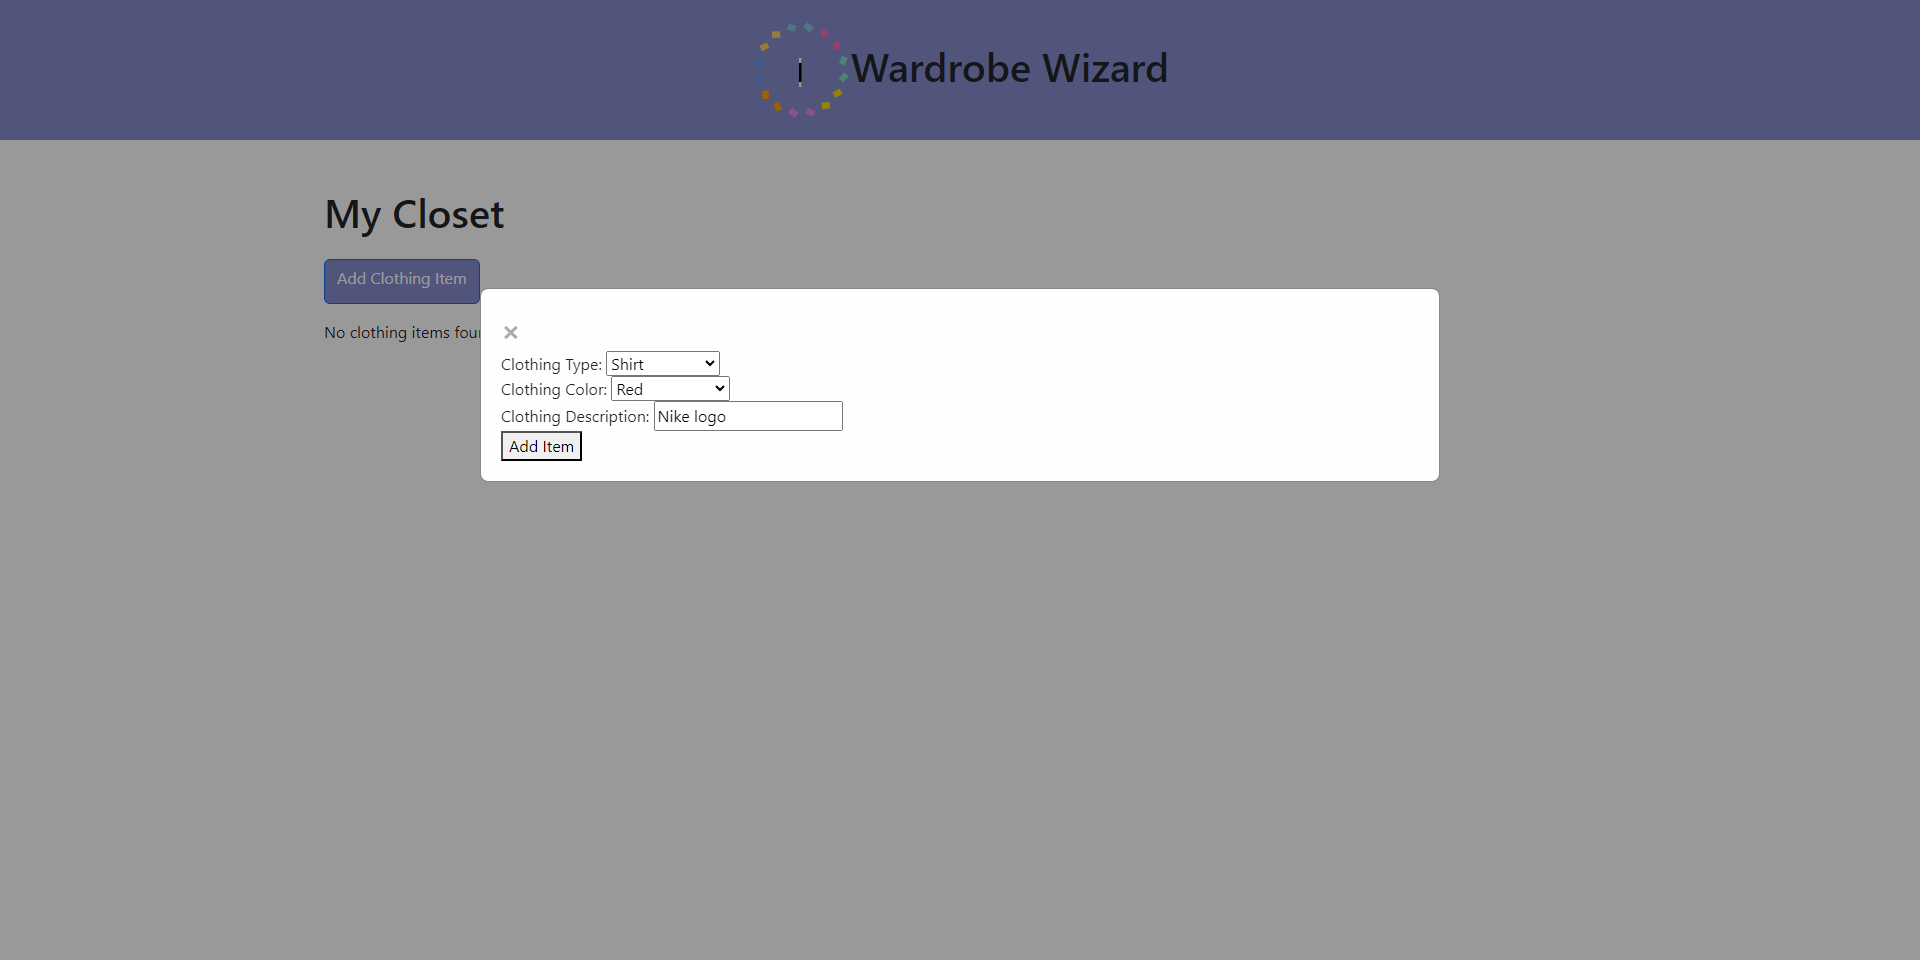 Wardrobe Wizard
My Closet
Add Clothing Item
No clothing items
×
Clothing Type: Shirt
Clothing Color: Red
Clothing Description: Nike logo
Add Item